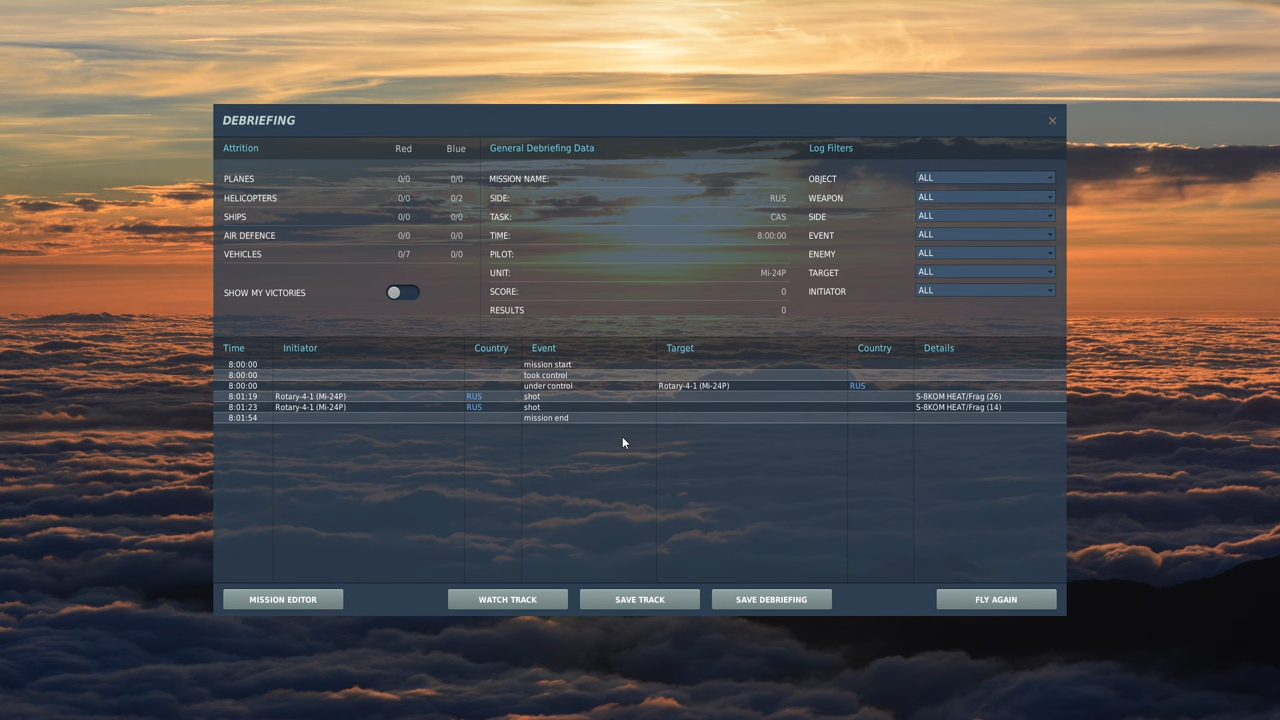 DEBRIEFING
Attrition Red Blue General Debriefing Data Log Filters
PLANES 0/0 0/0 MISSION NAME: OBJECT ALL
HELICOPTERS 0/0 0/2 SIDE: RUS WEAPON ALL
SHIPS 0/0 0/0 TASK: CAS SIDE ALL
AIR DEFENCE 0/0 0/0 TIME: 8:00:00 EVENT ALL
VEHICLES 0/7 0/0 PILOT: ENEMY ALL
UNIT: Mi-24P TARGET ALL
SHOW MY VICTORIES SCORE: 0 INITIATOR ALL
RESULTS 0
Time Initiator Country Event Target Country Details
8:00:00 mission start
8:00:00 took control
8:00:00 under control Rotary-4-1 (Mi-24P) RUS
8:01:19 Rotary-4-1 (Mi-24P) RUS shot S-8KOM HEAT/Frag (26)
8:01:23 Rotary-4-1 (Mi-24P) RUS shot S-8KOM HEAT/Frag (14)
8:01:54 mission end
MISSION EDITOR WATCH TRACK SAVE TRACK SAVE DEBRIEFING FLY AGAIN